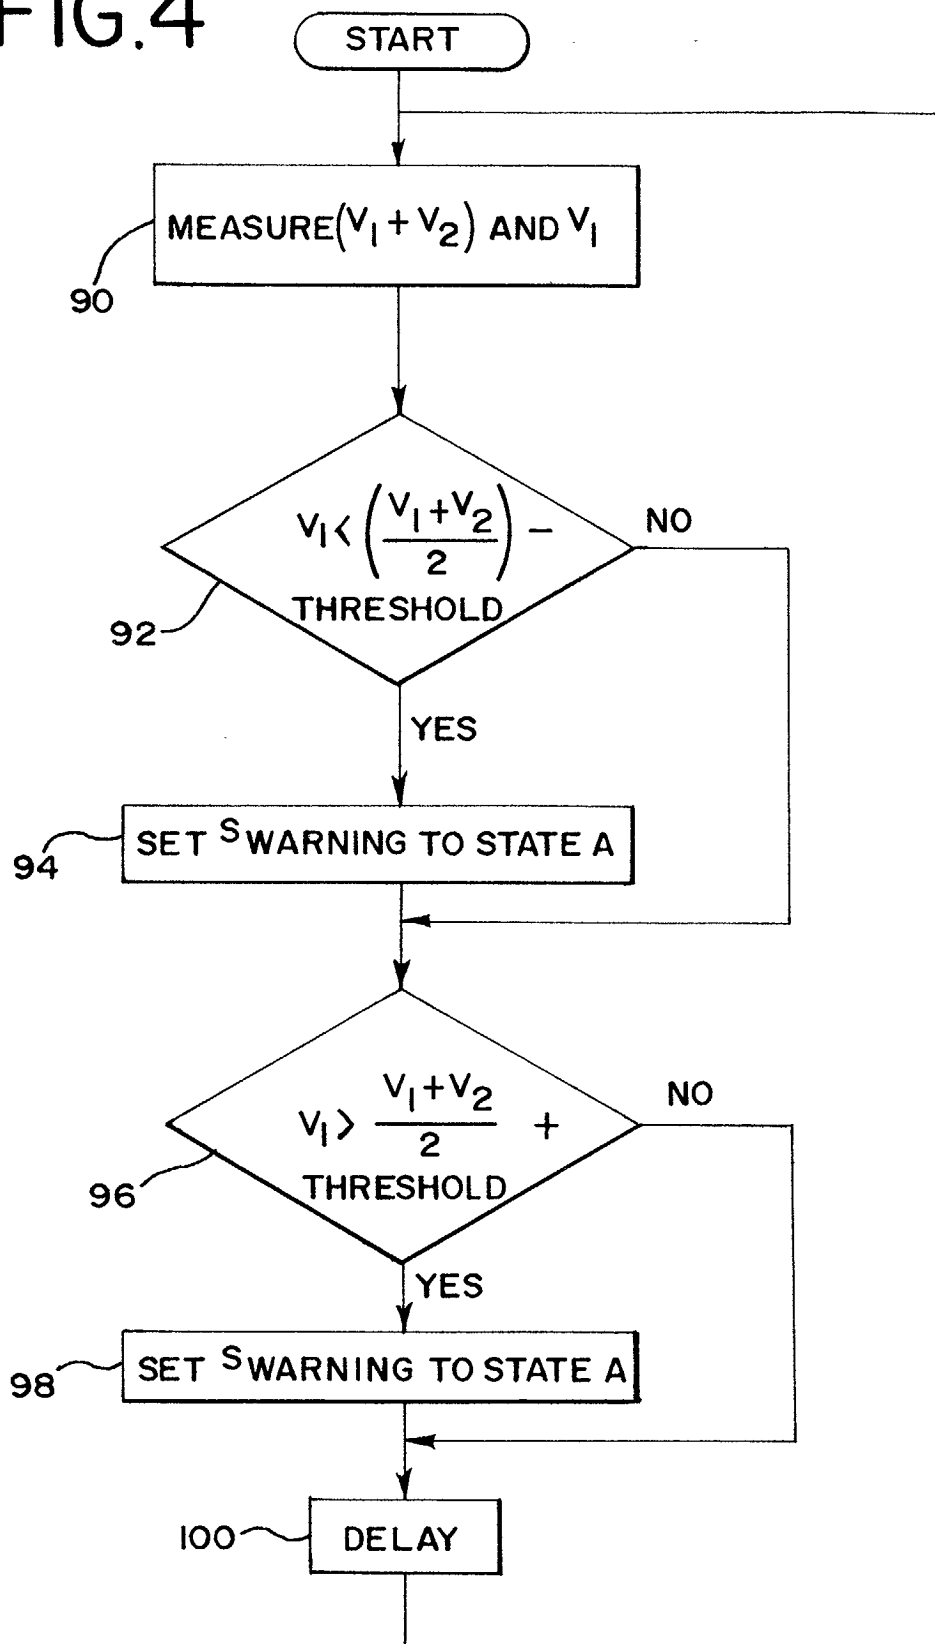 FIG.4
START
MEASURE(V₁ + V₂) AND V₁
90
V₁ < (V₁+V₂
2) −
THRESHOLD
NO
92
YES
SET SWARNING TO STATE A
94
V₁ > V₁+V₂
2 +
THRESHOLD
NO
96
YES
SET SWARNING TO STATE A
98
DELAY
100